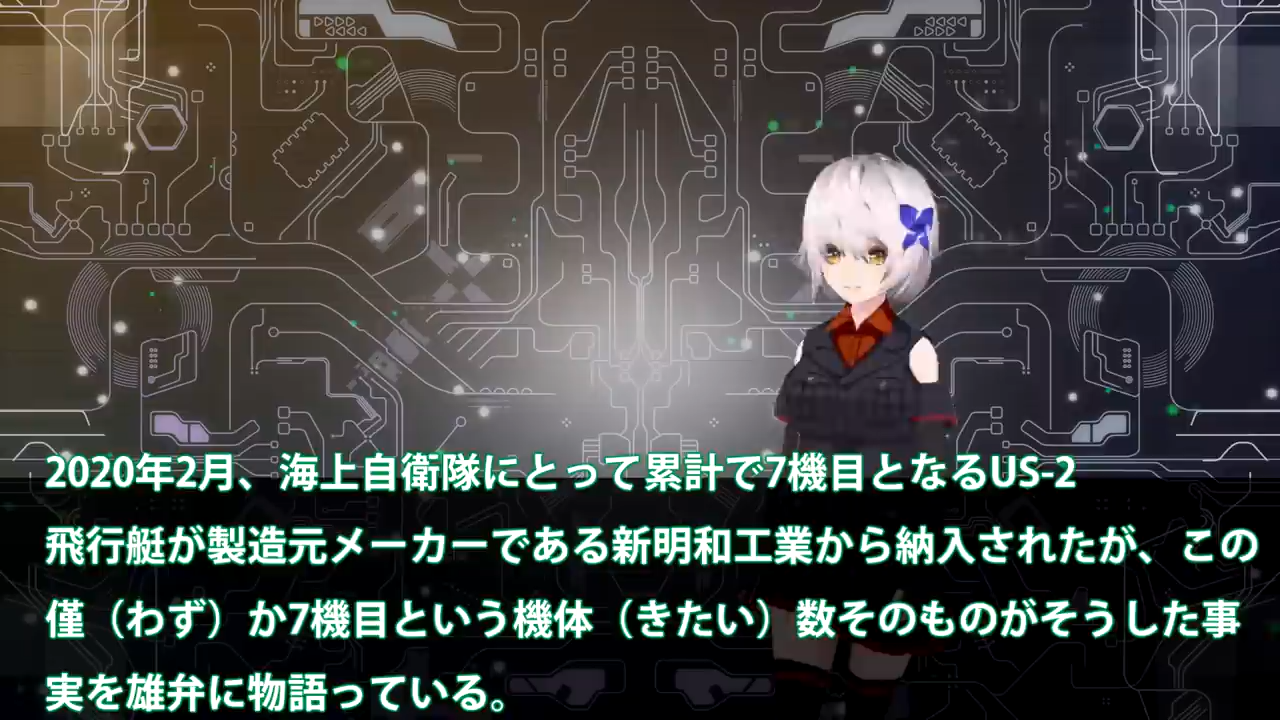 2020年2月、海上自衛隊にとって累計で7機目となるUS-2
飛行艇が製造元メーカーである新明和工業から納入されたが、この
僅（わず）か7機目という機体（きたい）数そのものがそうした事
実を雄弁に物語っている。